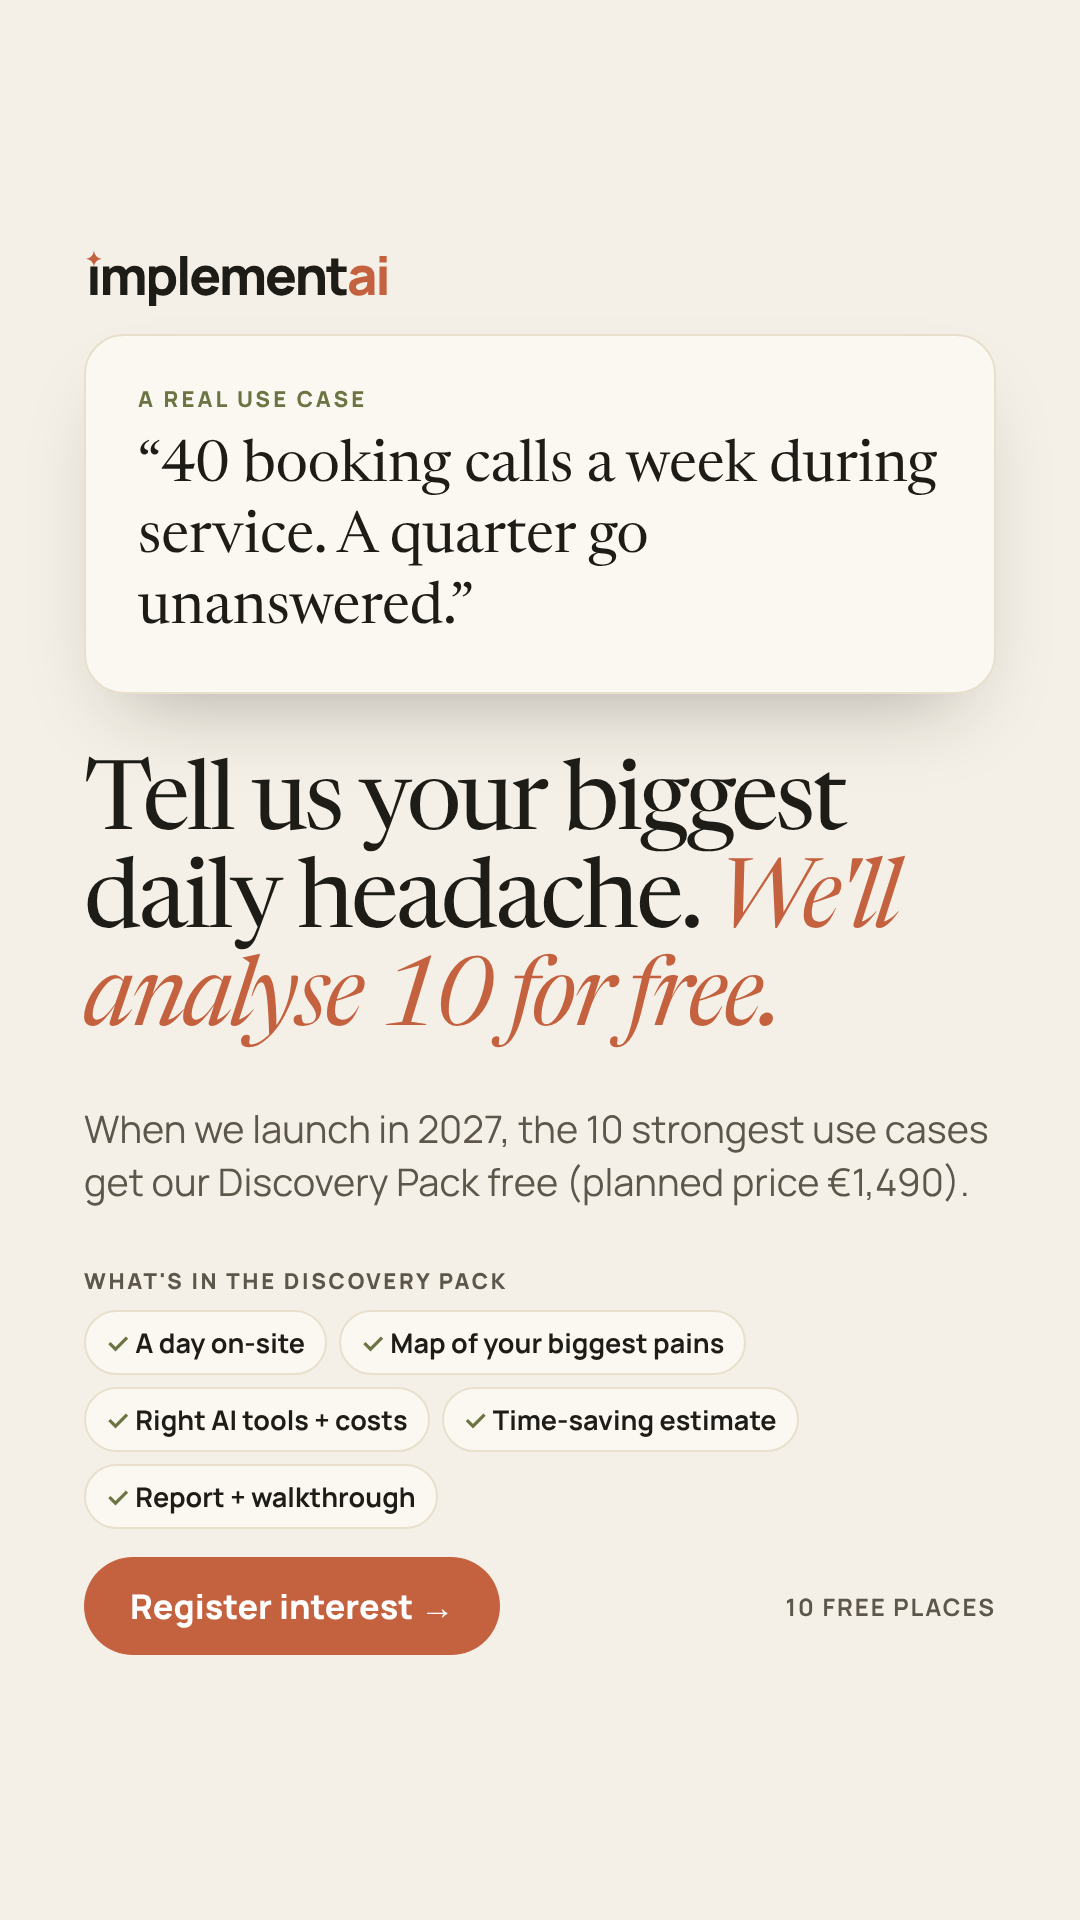 implementai
A REAL USE CASE
“40 booking calls a week during
service. A quarter go
unanswered.”
Tell us your biggest
daily headache. We'll
analyse 10 for free.
When we launch in 2027, the 10 strongest use cases
get our Discovery Pack free (planned price €1,490).
WHAT'S IN THE DISCOVERY PACK
✓ A day on-site ✓ Map of your biggest pains
✓ Right AI tools + costs ✓ Time-saving estimate
✓ Report + walkthrough
Register interest → 10 FREE PLACES